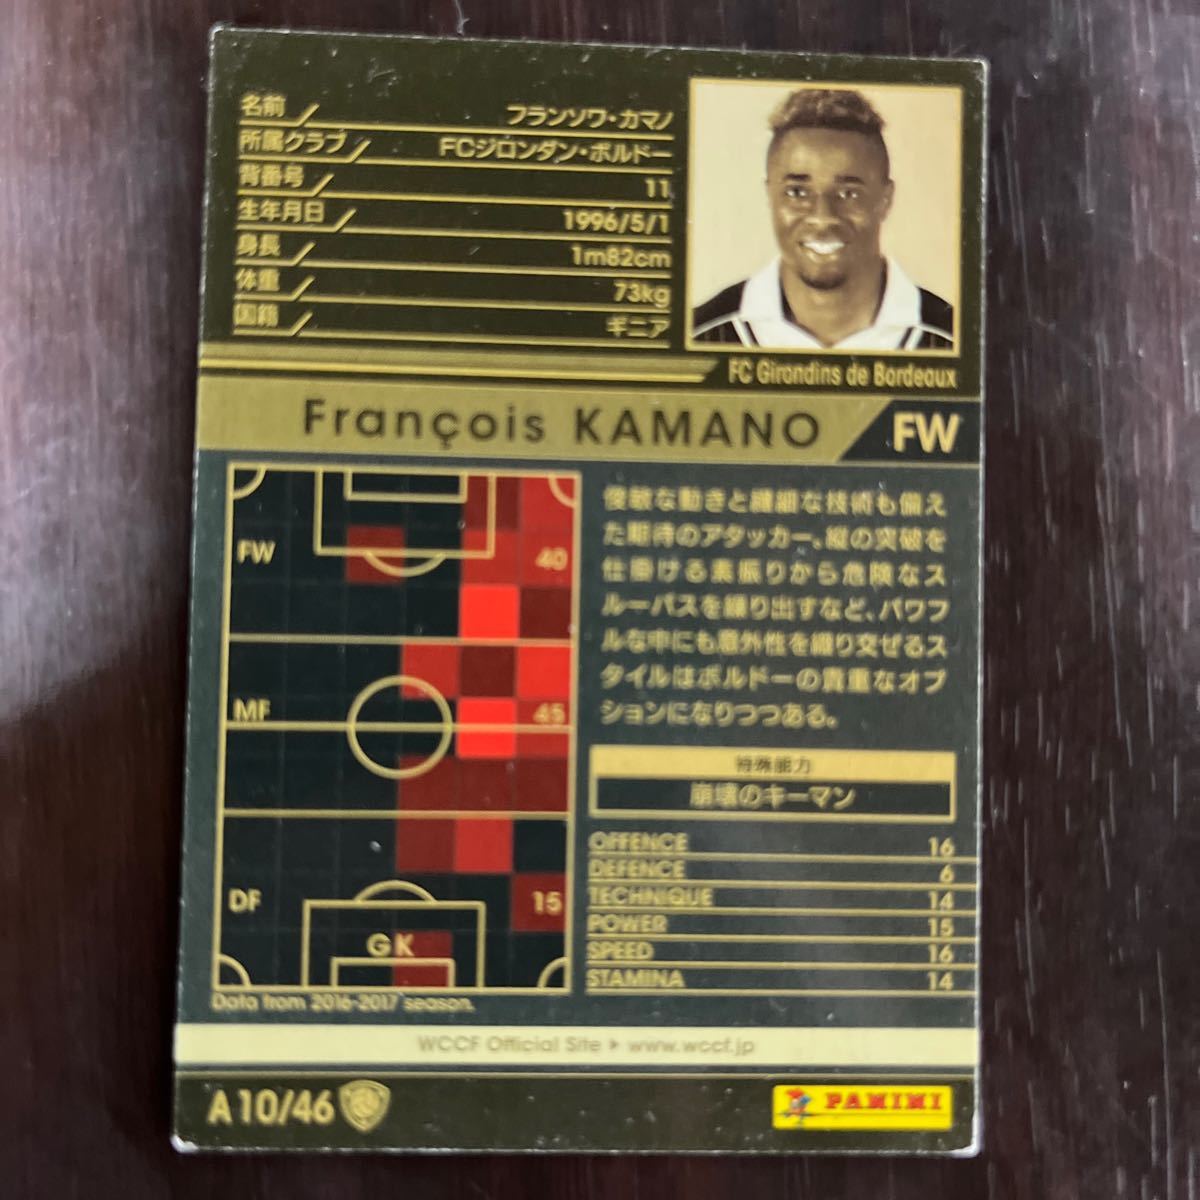 名前 フランソワ・カマノ
所属クラブ FCジロンダン・ボルドー
背番号 11
生年月日 1996/5/1
身長 1m82cm
体重 73kg
国籍 ギニア
FC Girondins de Bordeaux
François KAMANO FW
FW 40
MF 45
DF 15
GK
Data from 2016-2017 season.
俊敏な動きと繊細な技術も備え
た期待のアタッカー。縦の突破を
仕掛ける素振りから危険なス
ルーパスを繰り出すなど、パワフ
ルな中にも意外性を織り交ぜるス
タイルはボルドーの貴重なオプ
ションになりつつある。
特殊能力
崩壊のキーマン
OFFENCE 16
DEFENCE 6
TECHNIQUE 14
POWER 15
SPEED 16
STAMINA 14
WCCF Official Site ▶ www.wccf.jp
A10/46
PANINI